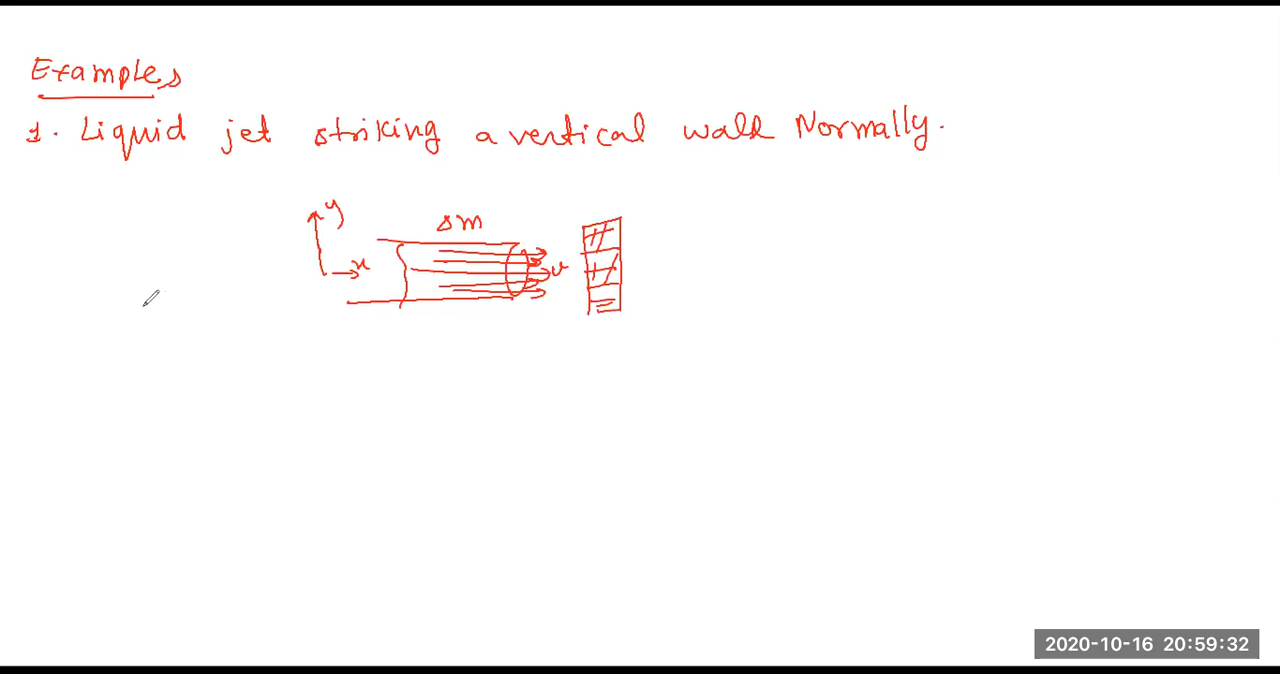 Examples
1. Liquid jet striking a vertical wall Normally.
y
Δm
x
v
2020-10-16 20:59:32